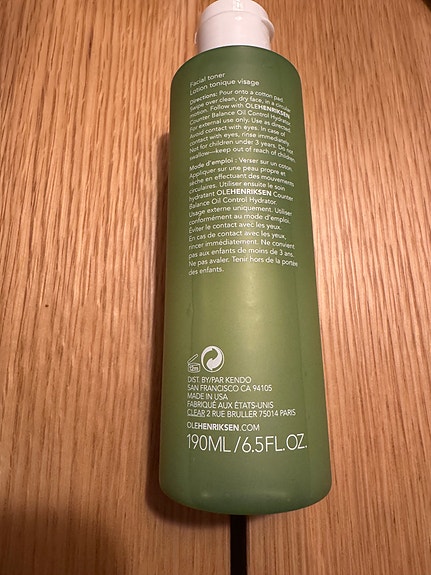 Facial toner
Lotion tonique visage
Directions: Pour onto a cotton pad,
swipe over clean, dry face, in a circular
motion. Follow with OLEHENRIKSEN
Counter Balance Oil Control Hydrator.
For external use only. Use as directed.
Avoid contact with eyes. In case of
contact with eyes, rinse immediately.
Not for children under 3 years. Do not
swallow—keep out of reach of children.
Mode d'emploi : Verser sur un coton.
Appliquer sur une peau propre et
sèche en effectuant des mouvements
circulaires. Utiliser ensuite le soin
hydratant OLEHENRIKSEN Counter
Balance Oil Control Hydrator.
Usage externe uniquement. Utiliser
conformément au mode d'emploi.
Éviter le contact avec les yeux.
En cas de contact avec les yeux,
rincer immédiatement. Ne convient
pas aux enfants de moins de 3 ans.
Ne pas avaler. Tenir hors de la portée
des enfants.
12M
DIST. BY/PAR KENDO
SAN FRANCISCO CA 94105
MADE IN USA
FABRIQUÉ AUX ÉTATS-UNIS
CLEAR 2 RUE BRULLER 75014 PARIS
OLEHENRIKSEN.COM
190ML/6.5FL.OZ.